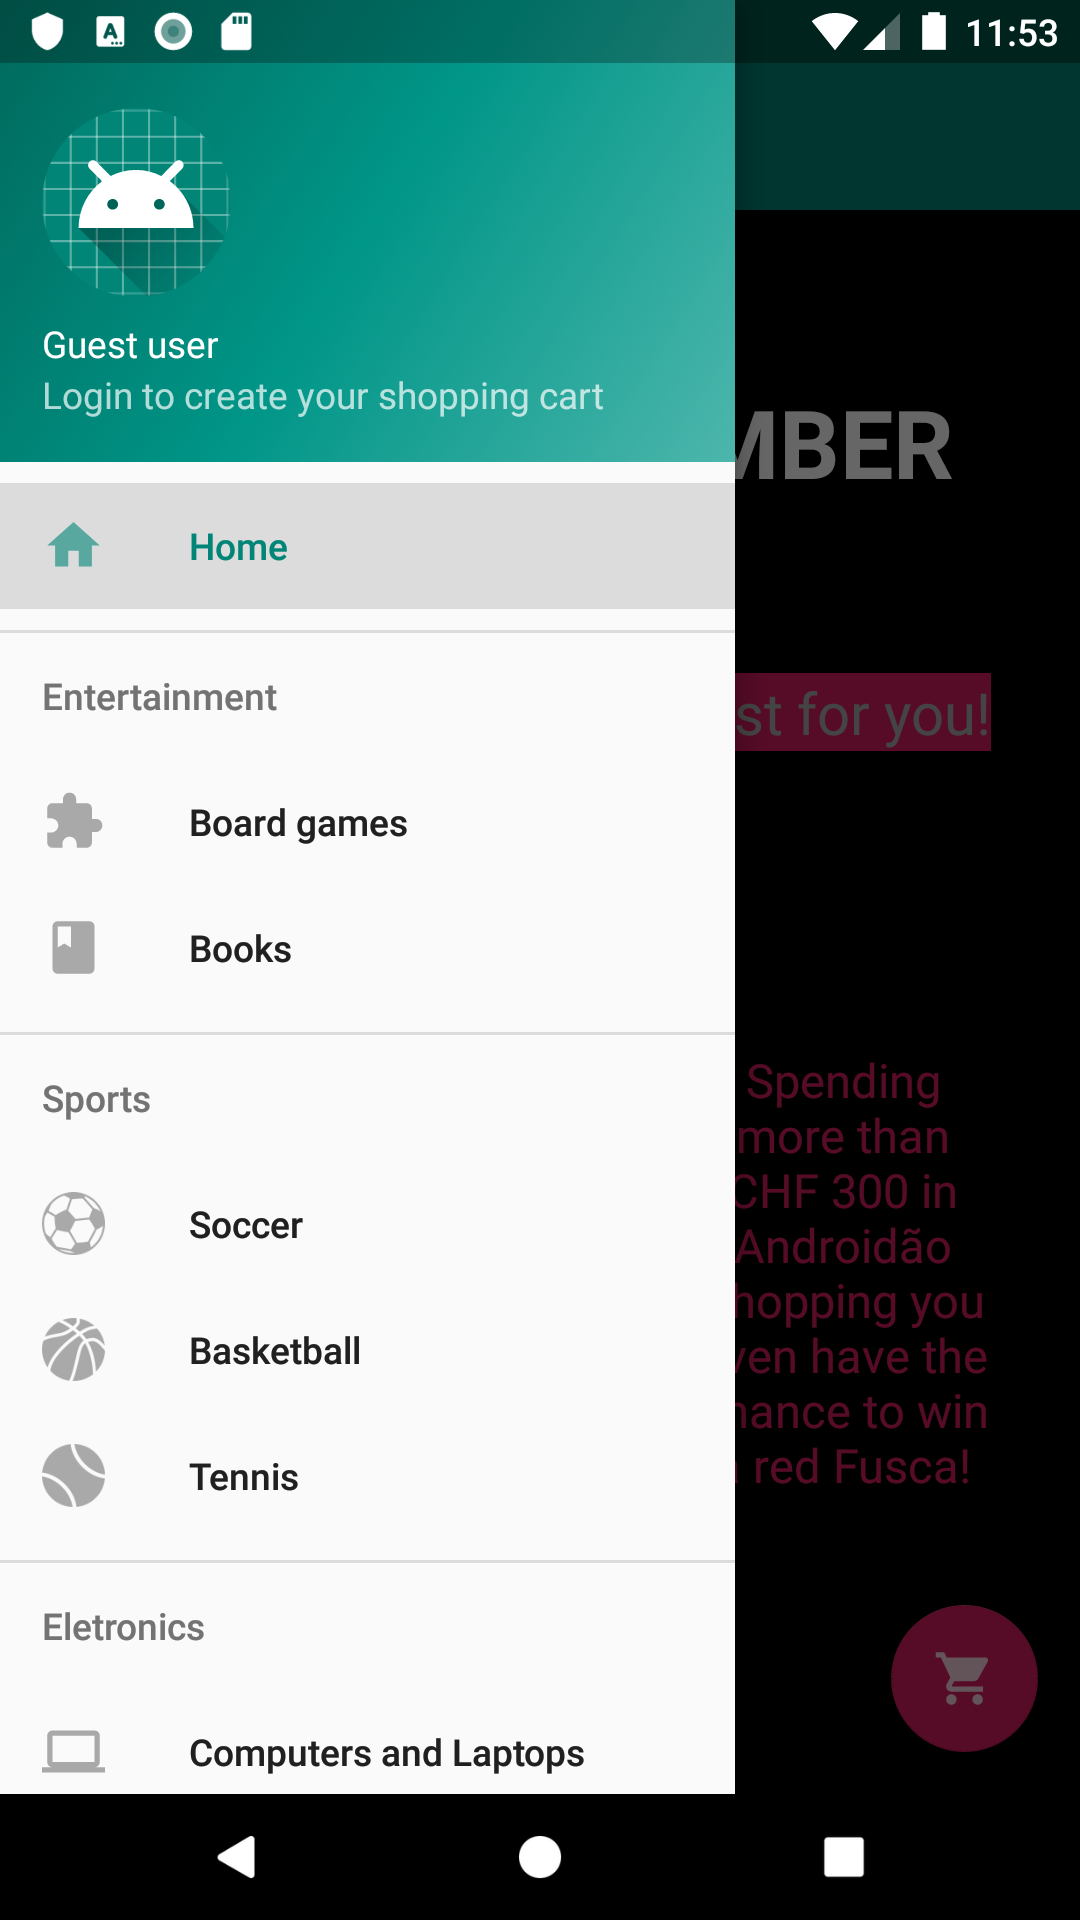 11:53
Guest user
Login to create your shopping cart
MBER
Home
Entertainment
st for you!
Board games
Books
Sports
Spending
more than
CHF 300 in
Androidão
hopping you
ven have the
hance to win
red Fusca!
Soccer
Basketball
Tennis
Eletronics
Computers and Laptops